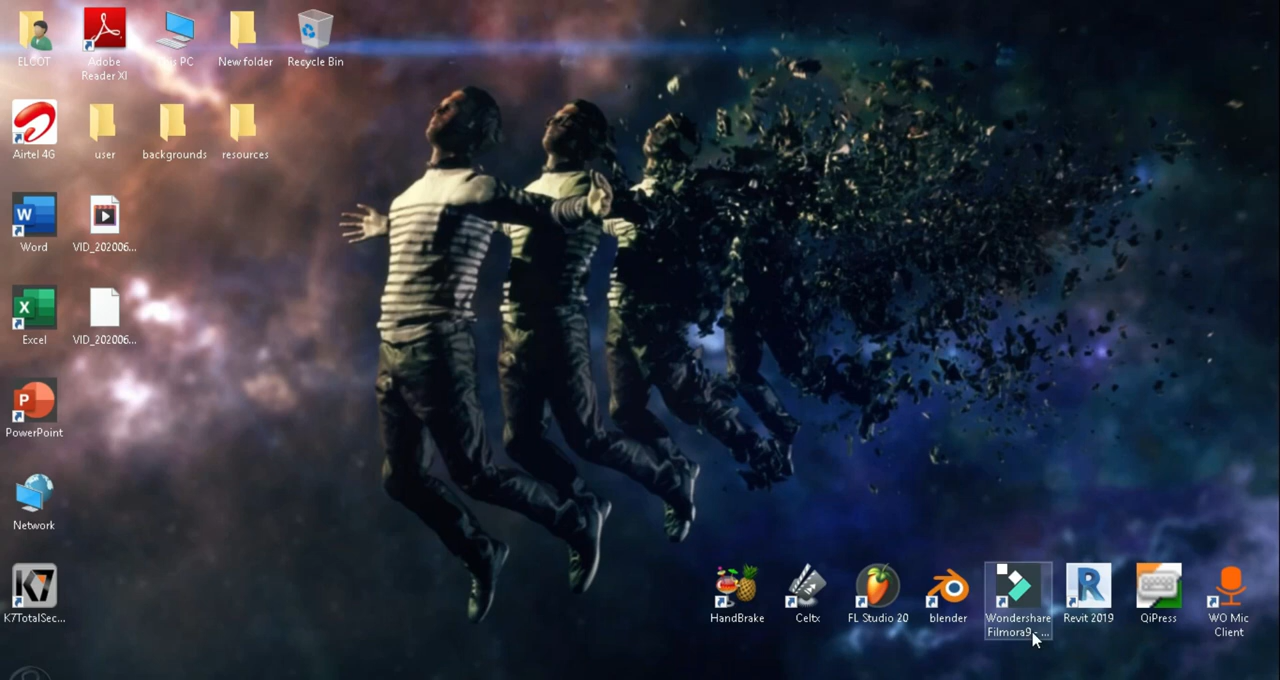 ELCOT
Adobe
Reader XI
This PC
New folder
Recycle Bin
Airtel 4G
user
backgrounds
resources
Word
VID_202006...
Excel
VID_202006...
PowerPoint
Network
K7TotalSec...
HandBrake
Celtx
FL Studio 20
blender
Wondershare
Filmora9 - ...
Revit 2019
QiPress
WO Mic
Client